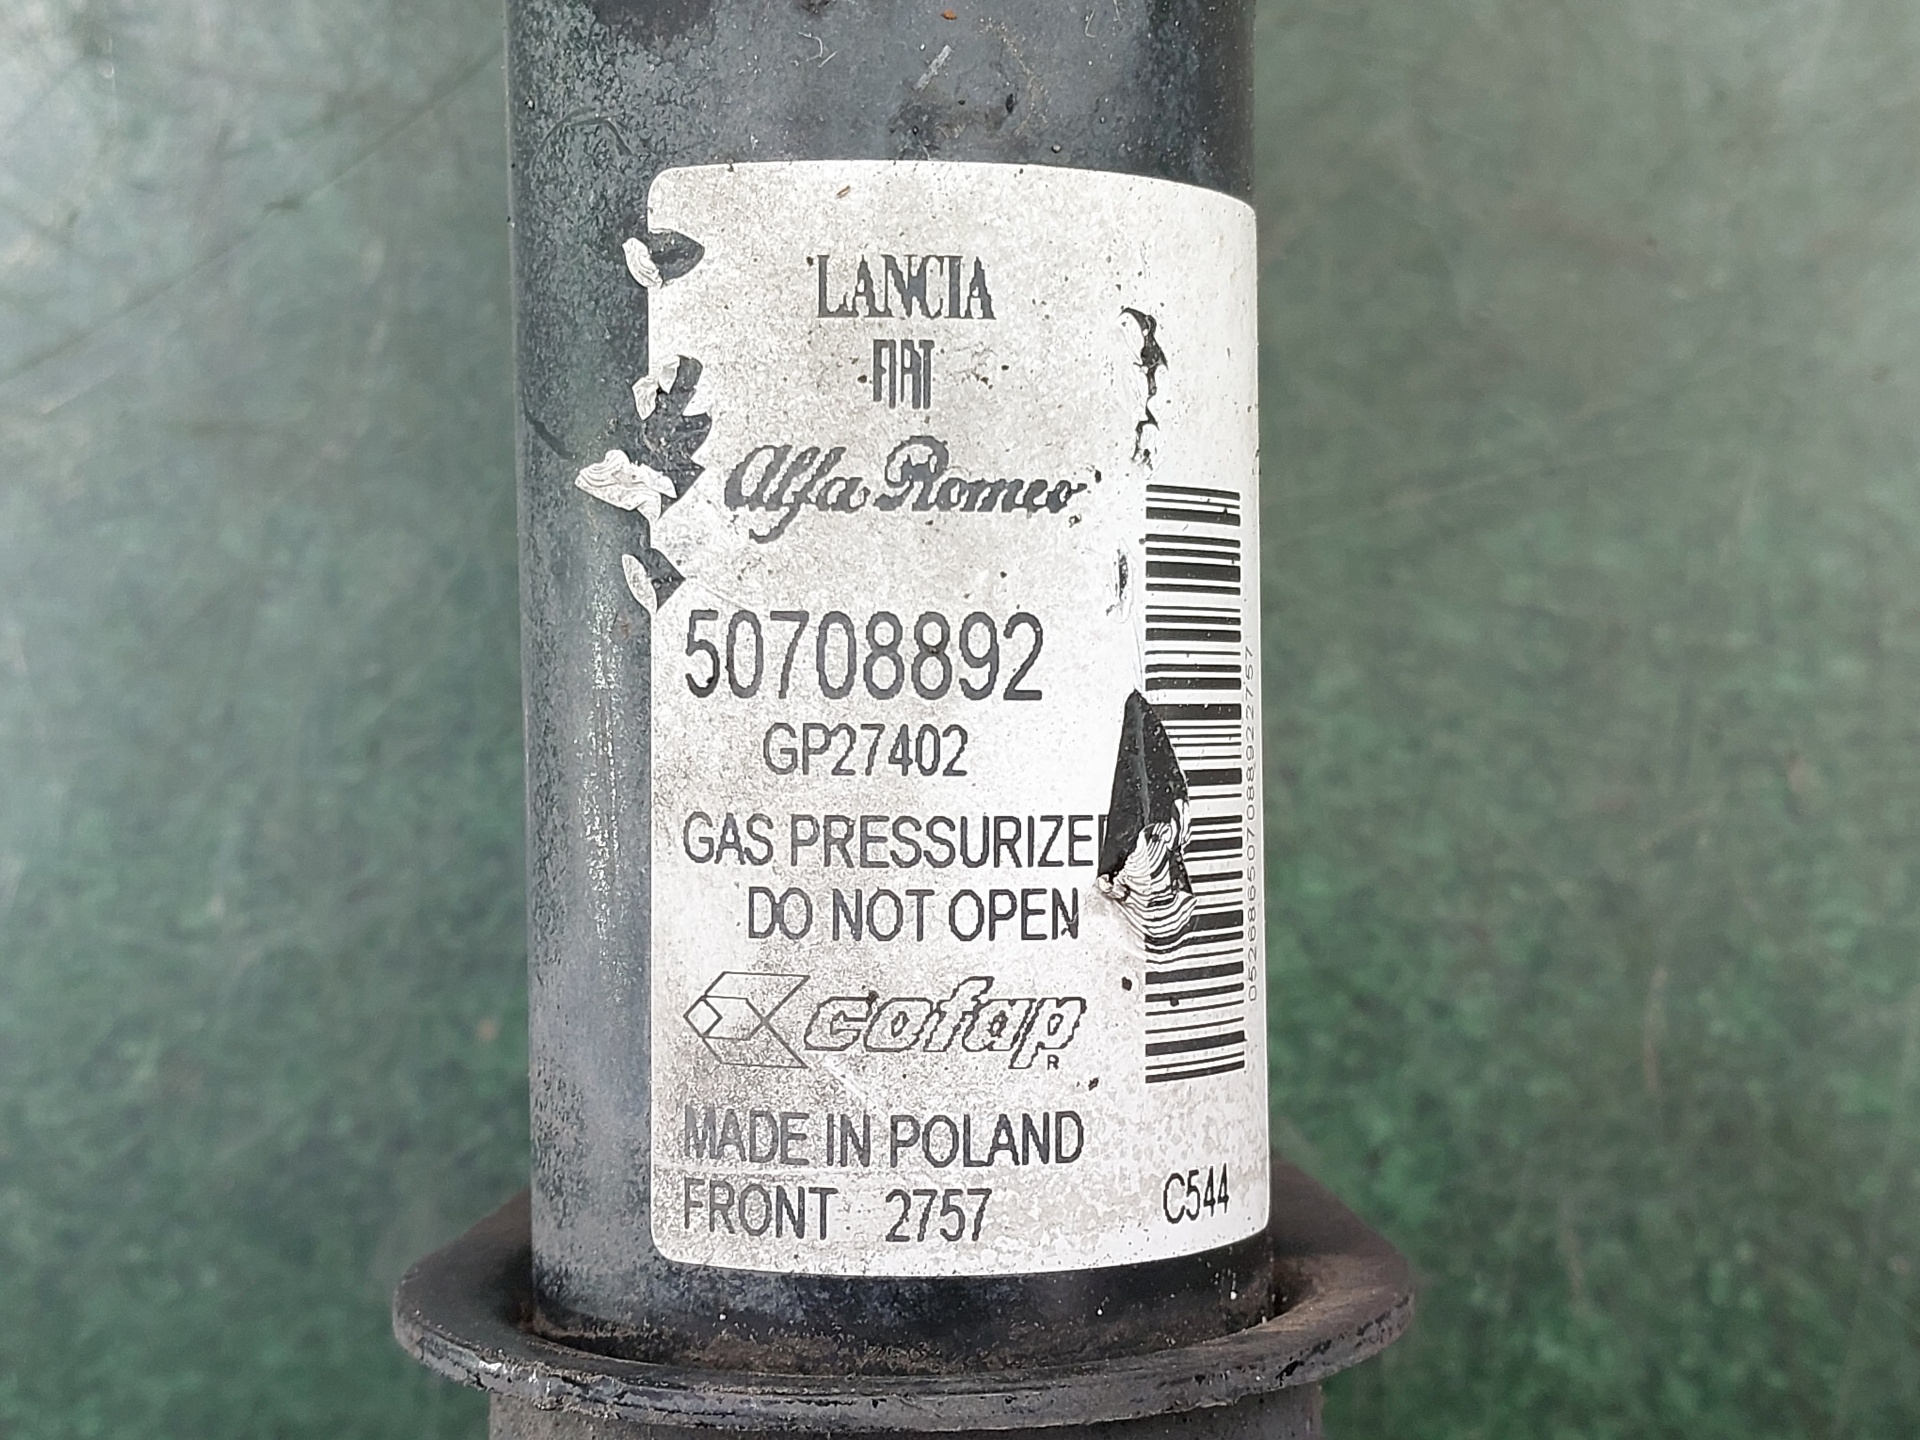 LANCIA
FIAT
Alfa Romeo
50708892
GP27402
GAS PRESSURIZE
DO NOT OPEN
cofap
R
MADE IN POLAND
FRONT 2757
C544